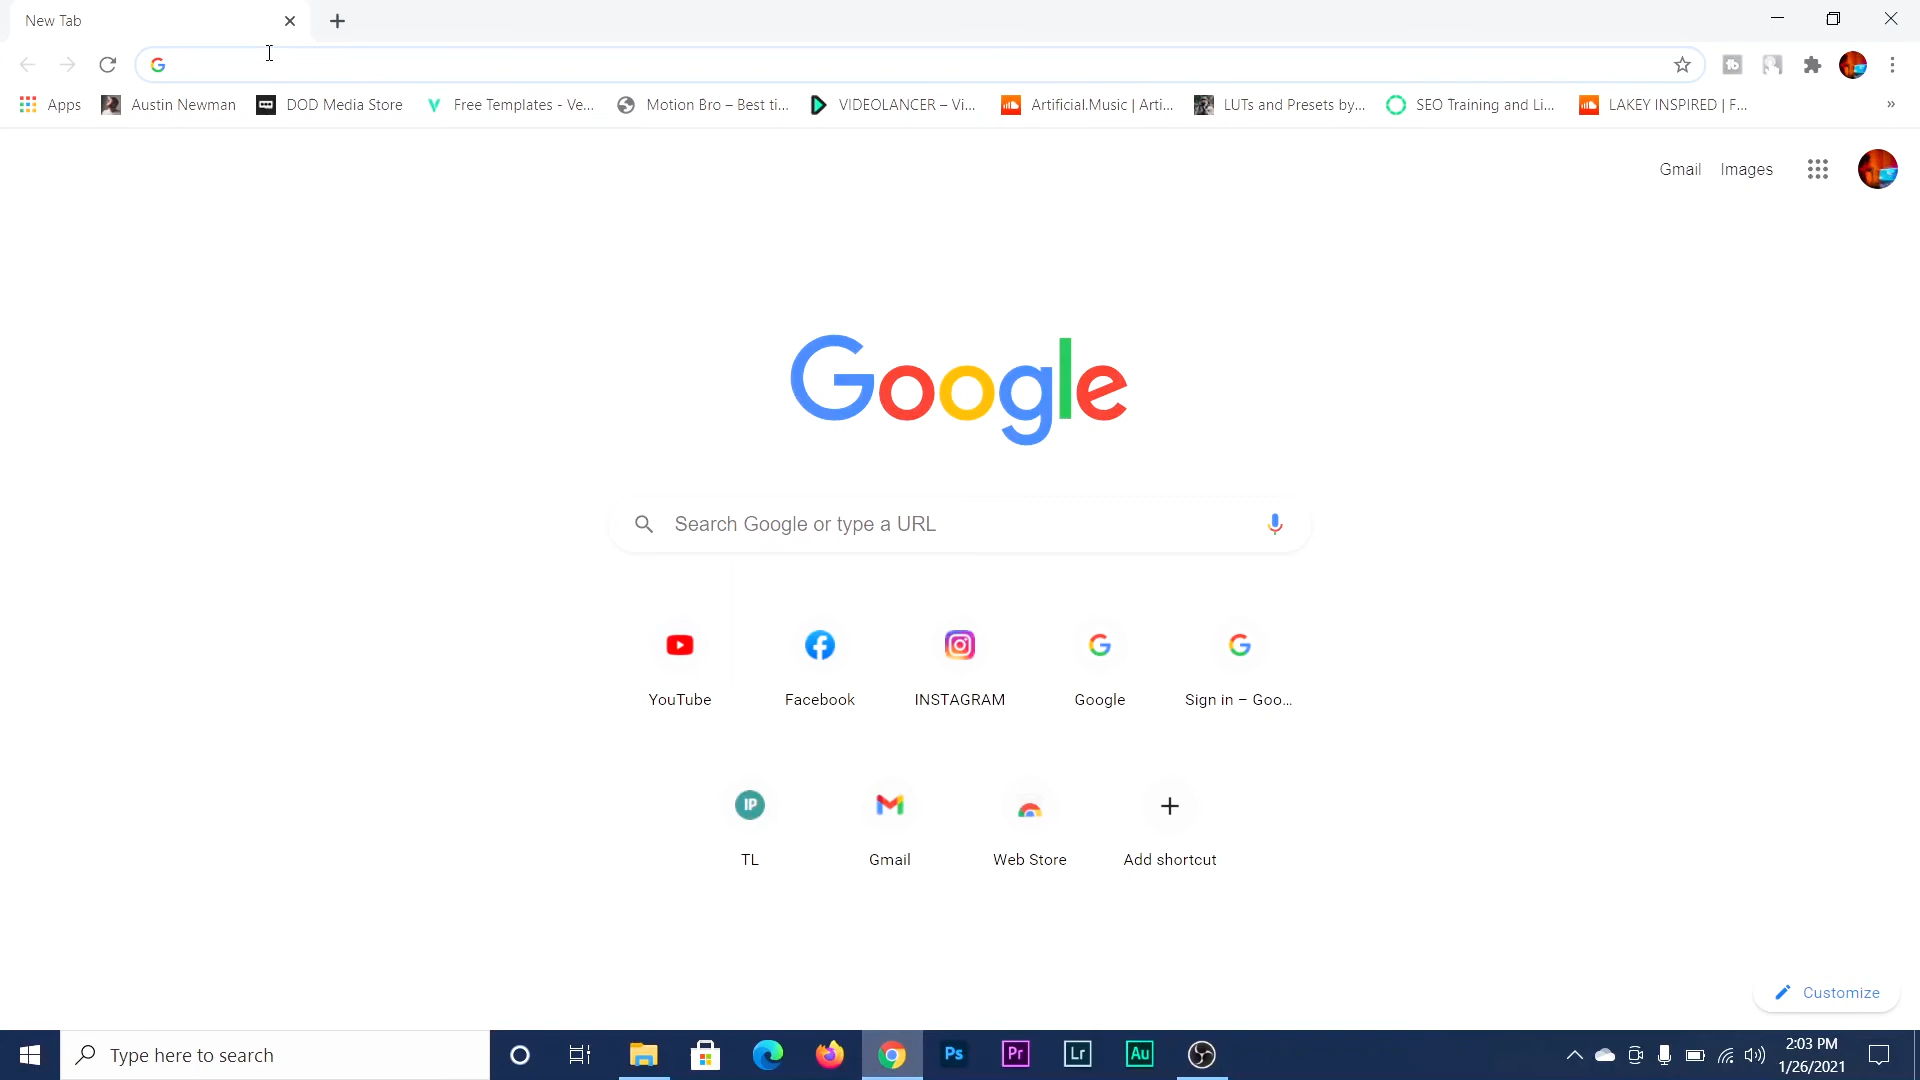 New Tab
Apps
Austin Newman
DOD Media Store
Free Templates - Ve...
Motion Bro – Best ti...
VIDEOLANCER – Vi...
Artificial.Music | Arti...
LUTs and Presets by...
SEO Training and Li...
LAKEY INSPIRED | F...
»
Gmail
Images
Google
Search Google or type a URL
YouTube
Facebook
INSTAGRAM
Google
Sign in – Goo...
IP
TL
Gmail
Web Store
Add shortcut
Customize
Type here to search
Ps
Pr
Lr
Au
2:03 PM
1/26/2021